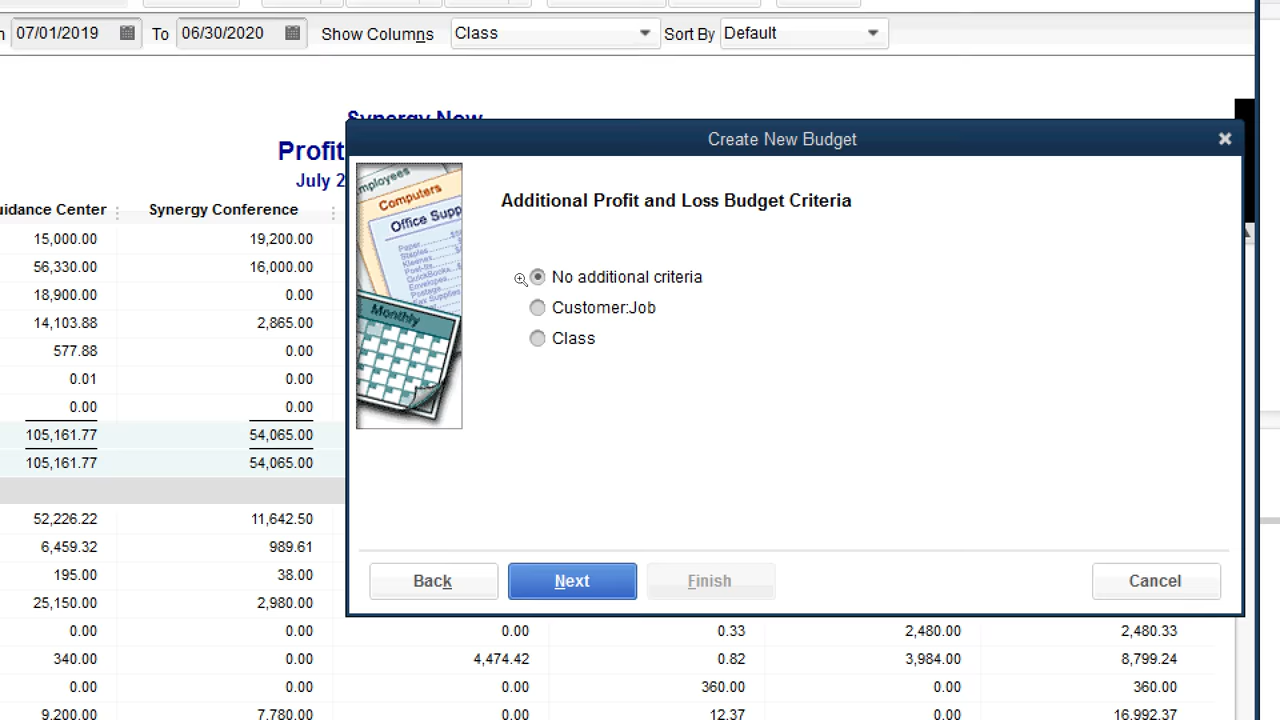 07/01/2019 To 06/30/2020 Show Columns Class Sort By Default
Synergy Now
Profit
July 2
uidance Center Synergy Conference
15,000.00 19,200.00
56,330.00 16,000.00
18,900.00 0.00
14,103.88 2,865.00
577.88 0.00
0.01 0.00
0.00 0.00
105,161.77 54,065.00
105,161.77 54,065.00
52,226.22 11,642.50
6,459.32 989.61
195.00 38.00
25,150.00 2,980.00
0.00 0.00 0.00 0.33 2,480.00 2,480.33
340.00 0.00 4,474.42 0.82 3,984.00 8,799.24
0.00 0.00 0.00 360.00 0.00 360.00
9,200.00 7,780.00 0.00 12.37 0.00 16,992.37
Create New Budget
mployees
Computers
Office Supp
Monthly
Additional Profit and Loss Budget Criteria
No additional criteria
Customer:Job
Class
Back Next Finish Cancel